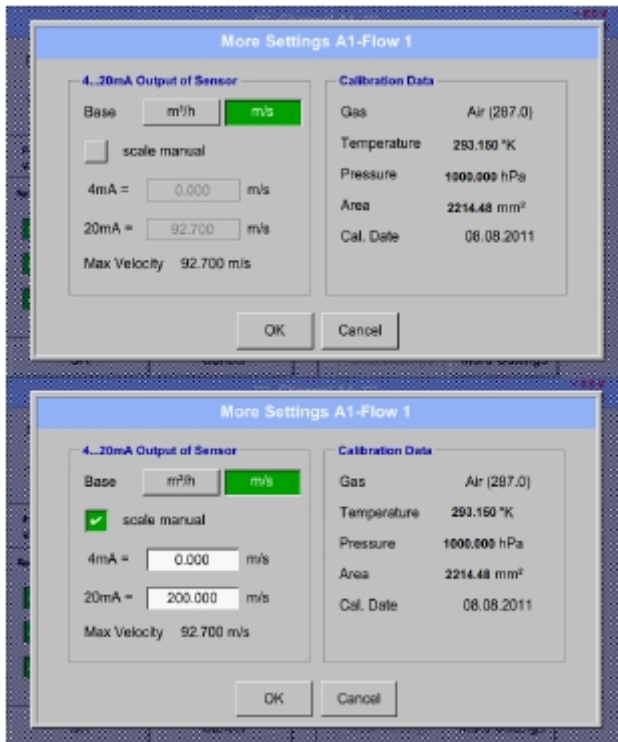 More Settings A1-Flow 1
4...20mA Output of Sensor
Base m³/h m/s
scale manual
4mA = 0.000 m/s
20mA = 92.700 m/s
Max Velocity 92.700 m/s
Calibration Data
Gas Air (287.0)
Temperature 293.150 °K
Pressure 1000.000 hPa
Area 2214.48 mm²
Cal. Date 08.08.2011
OK Cancel
More Settings A1-Flow 1
4...20mA Output of Sensor
Base m³/h m/s
scale manual
4mA = 0.000 m/s
20mA = 200.000 m/s
Max Velocity 92.700 m/s
Calibration Data
Gas Air (287.0)
Temperature 293.150 °K
Pressure 1000.000 hPa
Area 2214.48 mm²
Cal. Date 08.08.2011
OK Cancel